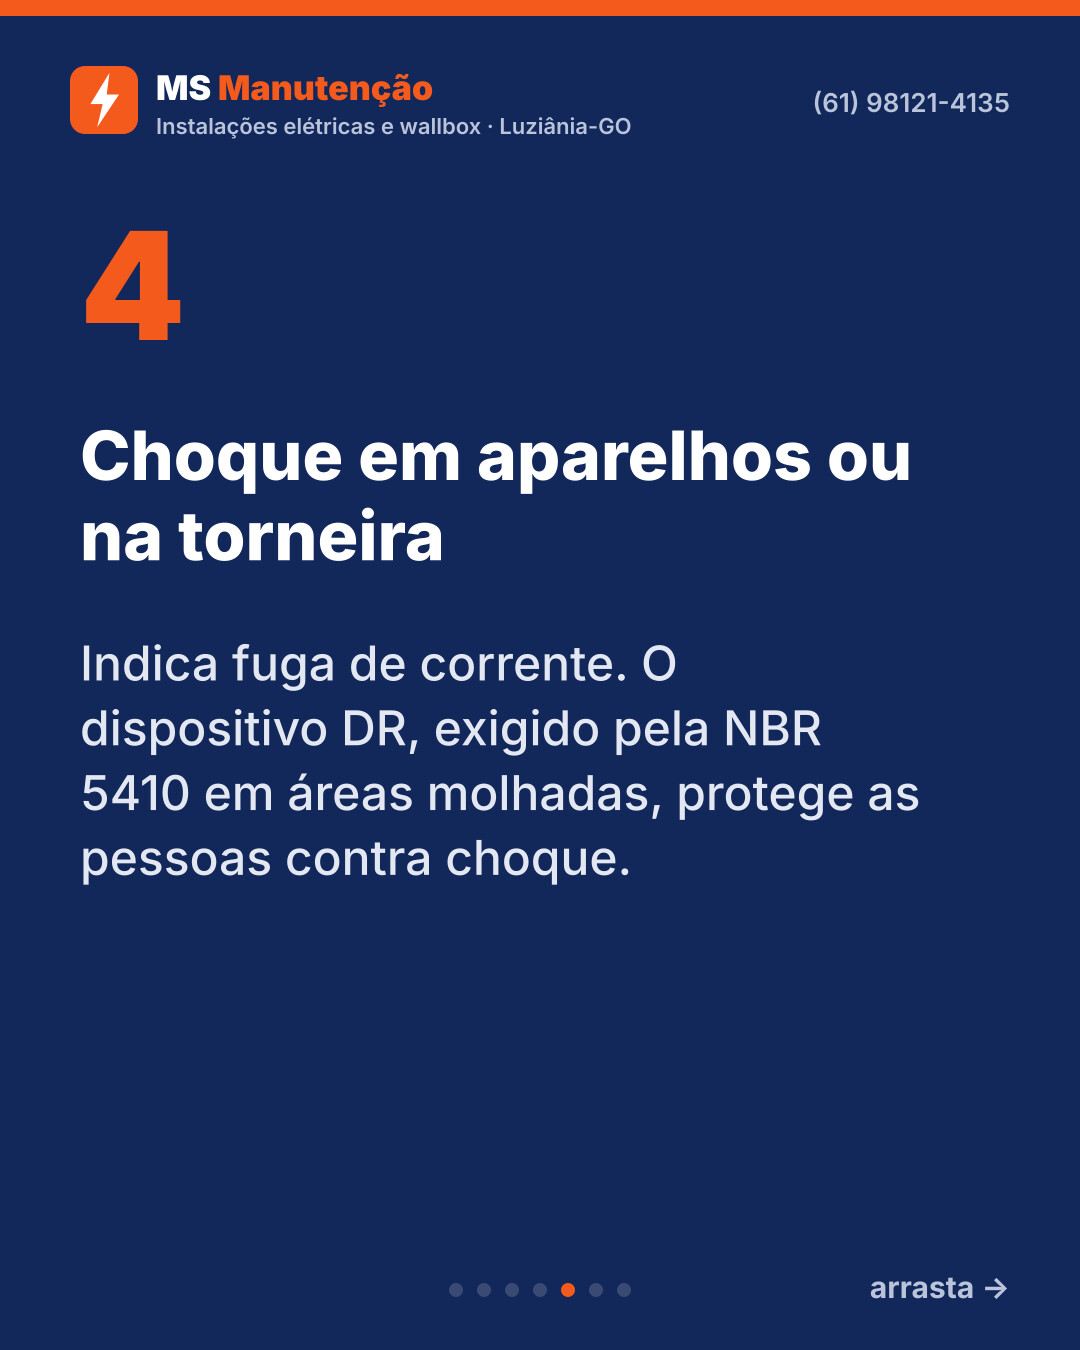 MS Manutenção
Instalações elétricas e wallbox · Luziânia-GO
(61) 98121-4135
4
Choque em aparelhos ou
na torneira
Indica fuga de corrente. O
dispositivo DR, exigido pela NBR
5410 em áreas molhadas, protege as
pessoas contra choque.
arrasta →